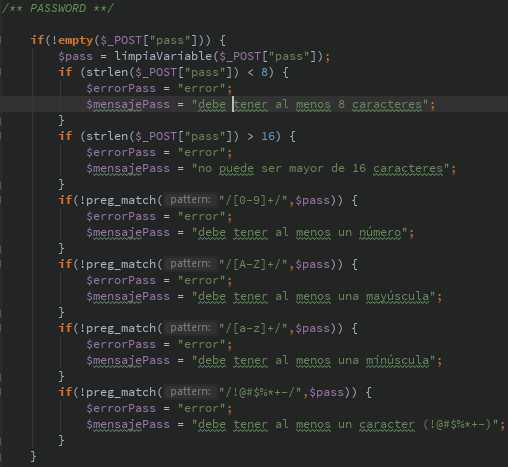 /** PASSWORD **/
if(!empty($_POST["pass"])) {
$pass = limpiaVariable($_POST["pass"]);
if (strlen($_POST["pass"]) < 8) {
$errorPass = "error";
$mensajePass = "debe tener al menos 8 caracteres";
}
if (strlen($_POST["pass"]) > 16) {
$errorPass = "error";
$mensajePass = "no puede ser mayor de 16 caracteres";
}
if(!preg_match( pattern: "/[0-9]+/",$pass)) {
$errorPass = "error";
$mensajePass = "debe tener al menos un número";
}
if(!preg_match( pattern: "/[A-Z]+/",$pass)) {
$errorPass = "error";
$mensajePass = "debe tener al menos una mayúscula";
}
if(!preg_match( pattern: "/[a-z]+/",$pass)) {
$errorPass = "error";
$mensajePass = "debe tener al menos una minúscula";
}
if(!preg_match( pattern: "/!@#$%*+-/",$pass)) {
$errorPass = "error";
$mensajePass = "debe tener al menos un caracter (!@#$%*+-)";
}
}